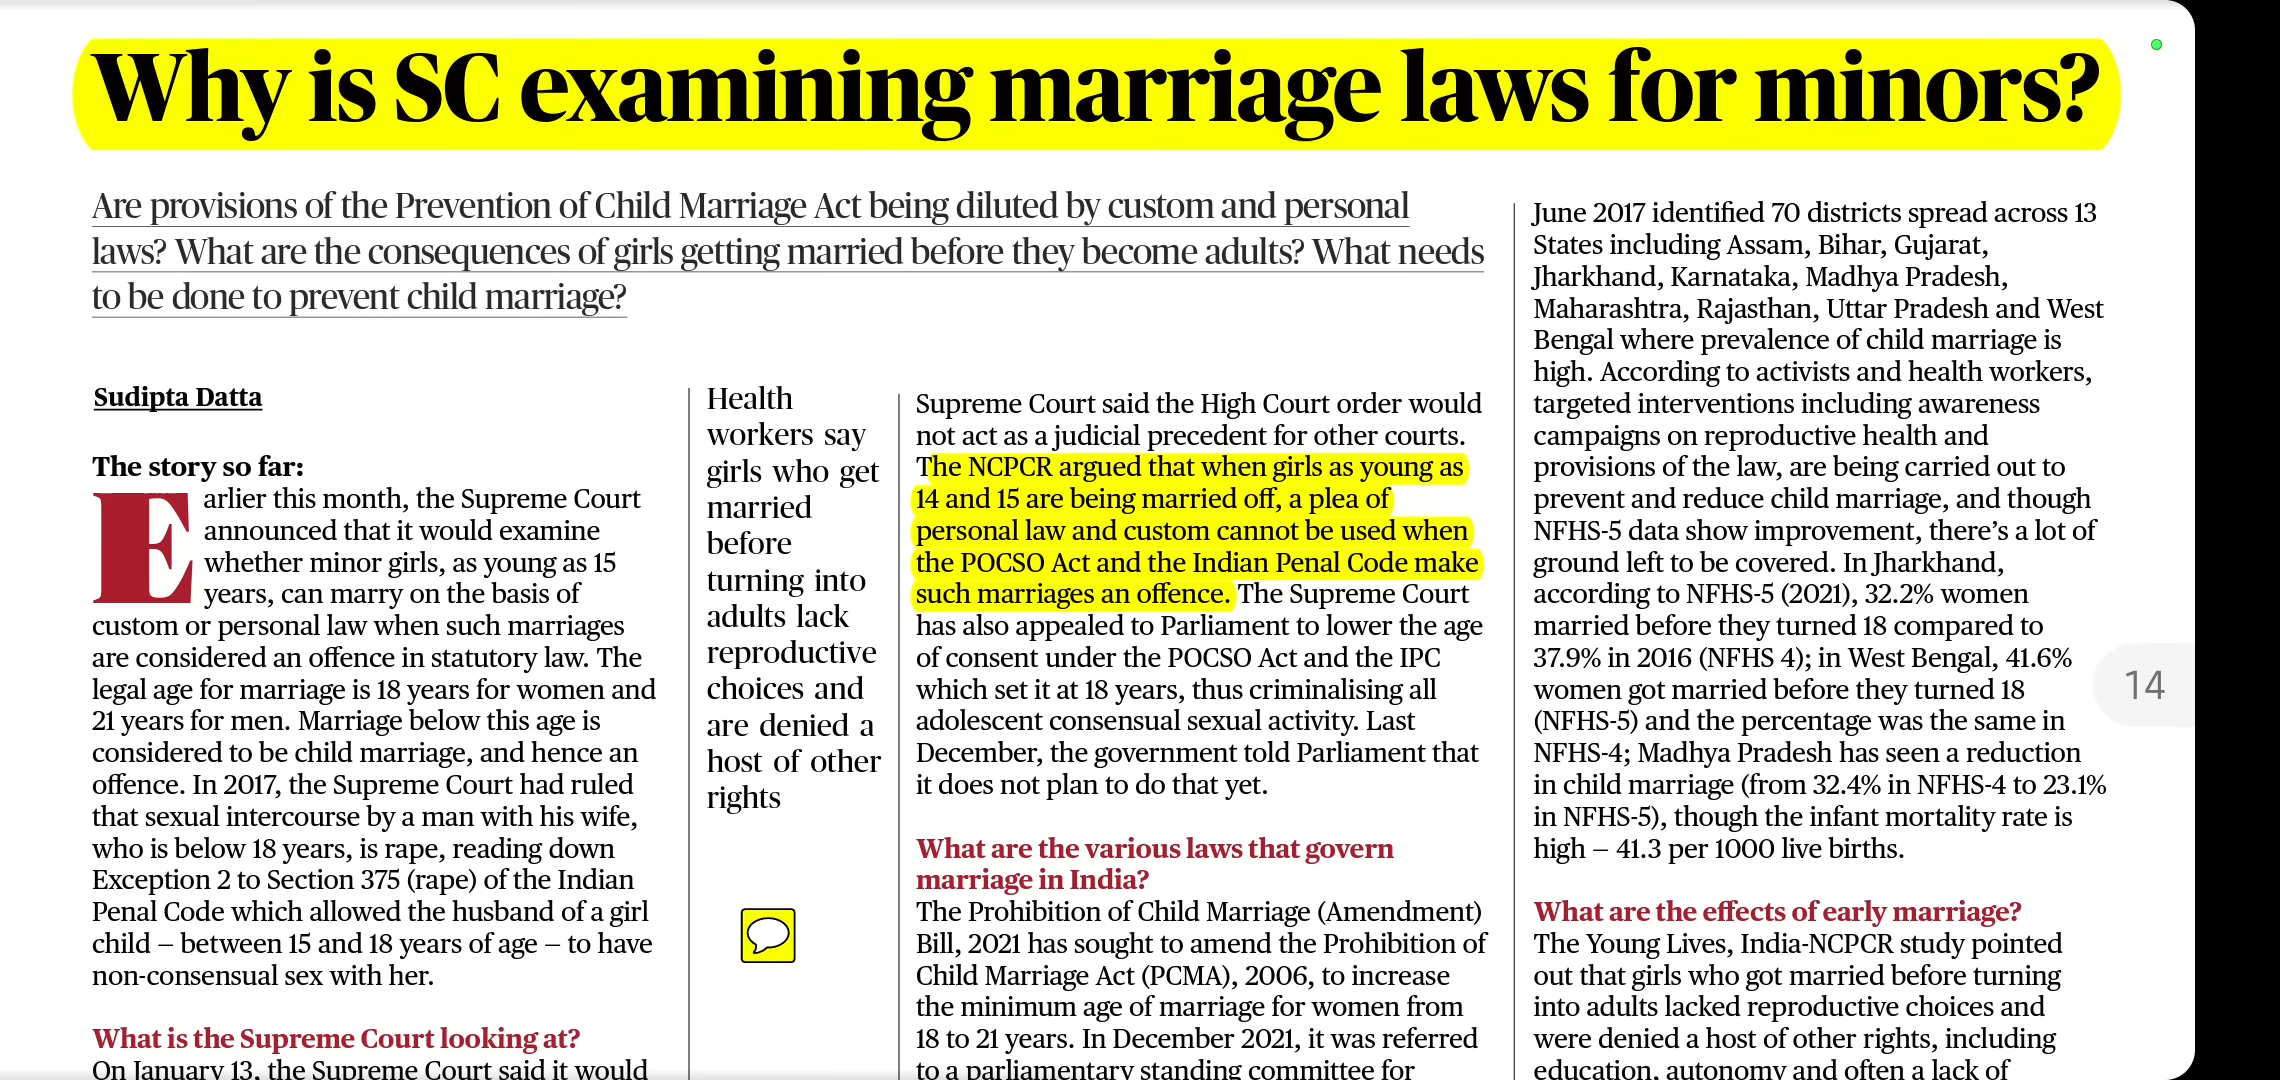 Why is SC examining marriage laws for minors?
Are provisions of the Prevention of Child Marriage Act being diluted by custom and personal
laws? What are the consequences of girls getting married before they become adults? What needs
to be done to prevent child marriage?
Sudipta Datta
The story so far:
Earlier this month, the Supreme Court
announced that it would examine
whether minor girls, as young as 15
years, can marry on the basis of
custom or personal law when such marriages
are considered an offence in statutory law. The
legal age for marriage is 18 years for women and
21 years for men. Marriage below this age is
considered to be child marriage, and hence an
offence. In 2017, the Supreme Court had ruled
that sexual intercourse by a man with his wife,
who is below 18 years, is rape, reading down
Exception 2 to Section 375 (rape) of the Indian
Penal Code which allowed the husband of a girl
child – between 15 and 18 years of age – to have
non-consensual sex with her.
What is the Supreme Court looking at?
On January 13, the Supreme Court said it would
Health
workers say
girls who get
married
before
turning into
adults lack
reproductive
choices and
are denied a
host of other
rights
Supreme Court said the High Court order would
not act as a judicial precedent for other courts.
The NCPCR argued that when girls as young as
14 and 15 are being married off, a plea of
personal law and custom cannot be used when
the POCSO Act and the Indian Penal Code make
such marriages an offence. The Supreme Court
has also appealed to Parliament to lower the age
of consent under the POCSO Act and the IPC
which set it at 18 years, thus criminalising all
adolescent consensual sexual activity. Last
December, the government told Parliament that
it does not plan to do that yet.
What are the various laws that govern
marriage in India?
The Prohibition of Child Marriage (Amendment)
Bill, 2021 has sought to amend the Prohibition of
Child Marriage Act (PCMA), 2006, to increase
the minimum age of marriage for women from
18 to 21 years. In December 2021, it was referred
to a parliamentary standing committee for
June 2017 identified 70 districts spread across 13
States including Assam, Bihar, Gujarat,
Jharkhand, Karnataka, Madhya Pradesh,
Maharashtra, Rajasthan, Uttar Pradesh and West
Bengal where prevalence of child marriage is
high. According to activists and health workers,
targeted interventions including awareness
campaigns on reproductive health and
provisions of the law, are being carried out to
prevent and reduce child marriage, and though
NFHS-5 data show improvement, there's a lot of
ground left to be covered. In Jharkhand,
according to NFHS-5 (2021), 32.2% women
married before they turned 18 compared to
37.9% in 2016 (NFHS 4); in West Bengal, 41.6%
women got married before they turned 18
(NFHS-5) and the percentage was the same in
NFHS-4; Madhya Pradesh has seen a reduction
in child marriage (from 32.4% in NFHS-4 to 23.1%
in NFHS-5), though the infant mortality rate is
high – 41.3 per 1000 live births.
What are the effects of early marriage?
The Young Lives, India-NCPCR study pointed
out that girls who got married before turning
into adults lacked reproductive choices and
were denied a host of other rights, including
education, autonomy and often a lack of
14